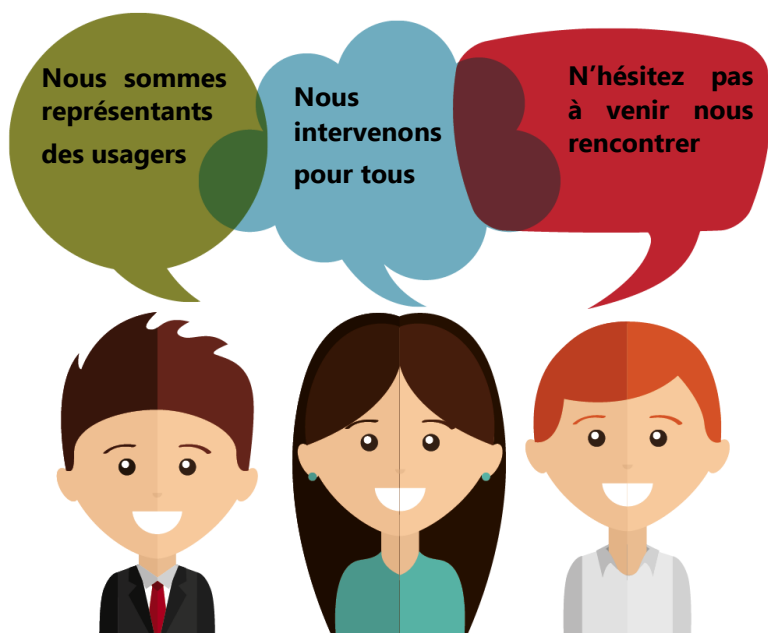 Nous sommes
représentants
des usagers
Nous
intervenons
pour tous
N’hésitez pas
à venir nous
rencontrer